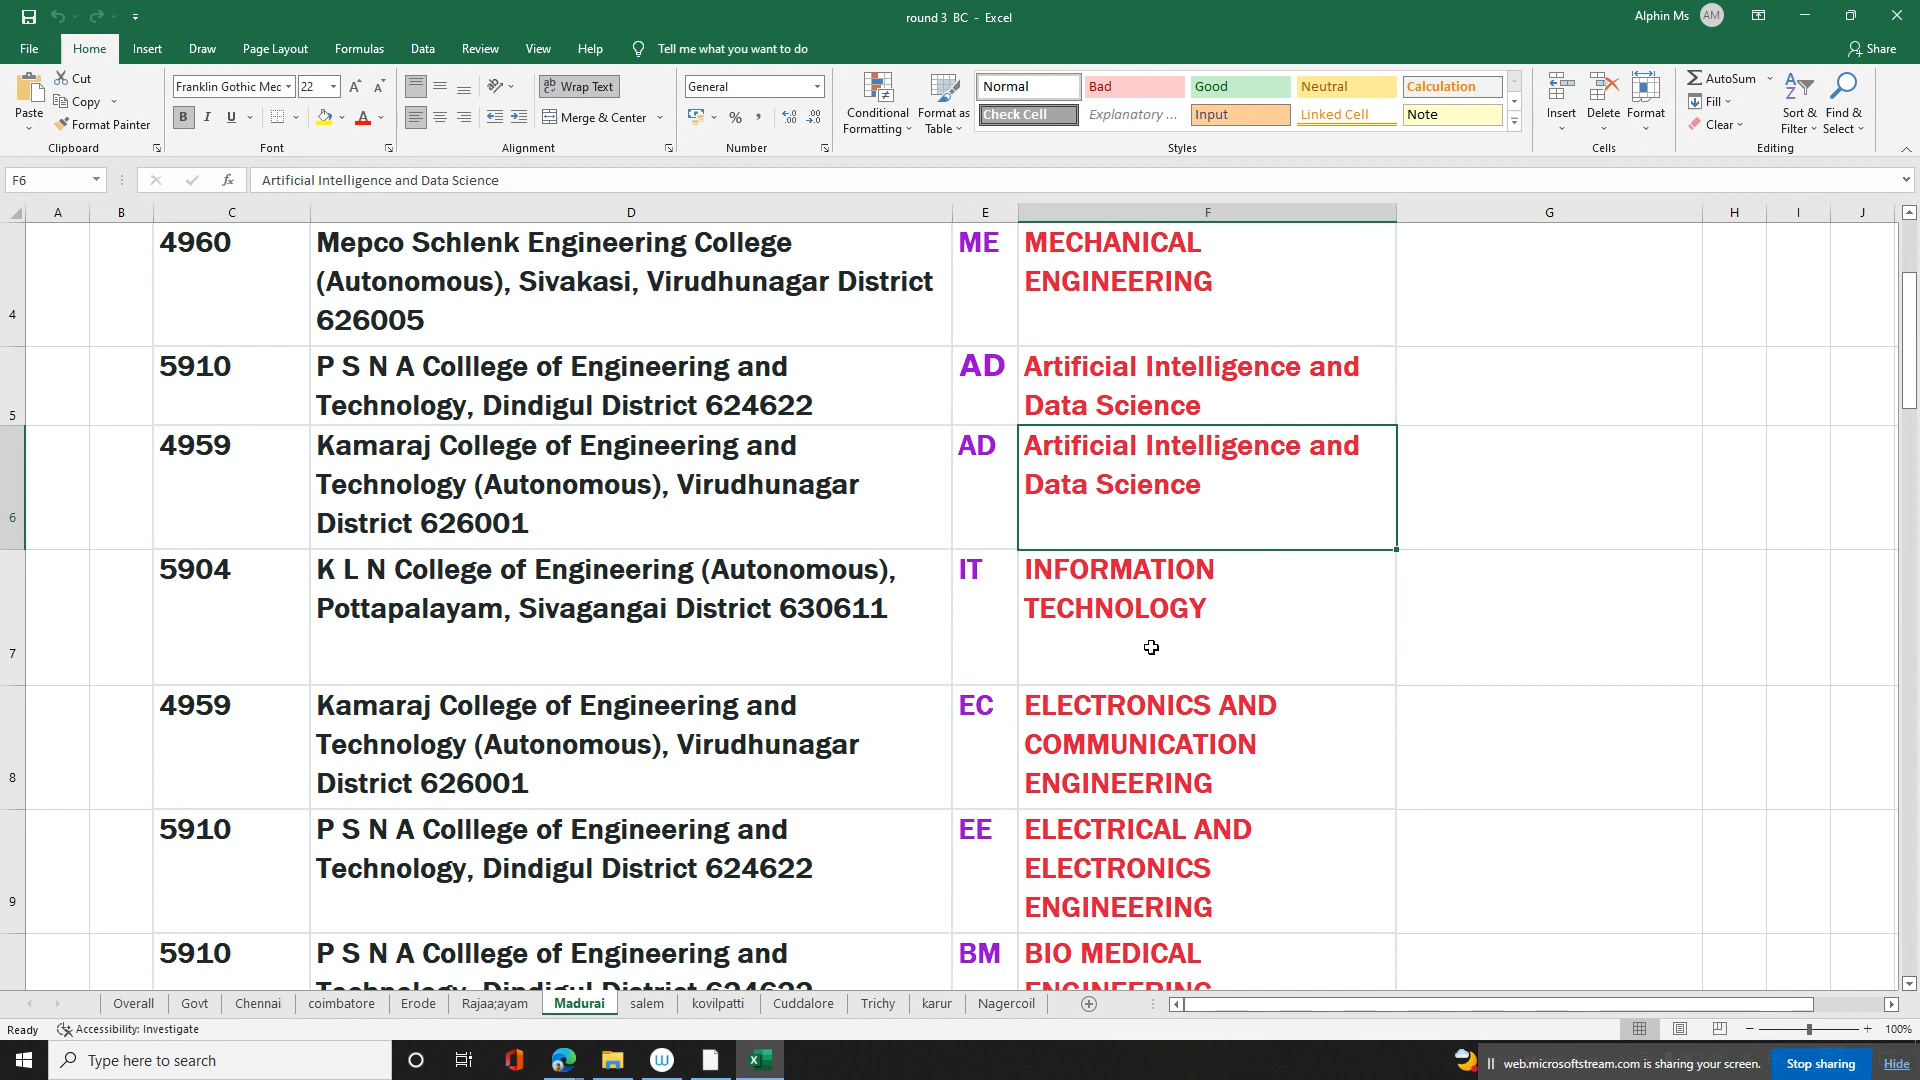 round 3 BC - Excel
Alphin Ms
AM
File
Home
Insert
Draw
Page Layout
Formulas
Data
Review
View
Help
Tell me what you want to do
Share
Paste
Cut
Copy
Format Painter
Clipboard
Franklin Gothic Mec
22
B
I
U
Font
Wrap Text
Merge & Center
Alignment
General
Number
Conditional
Formatting
Format as
Table
Normal
Bad
Good
Neutral
Calculation
Check Cell
Explanatory ...
Input
Linked Cell
Note
Styles
Insert
Delete
Format
Cells
AutoSum
Fill
Clear
Sort &
Filter
Find &
Select
Editing
F6
fx
Artificial Intelligence and Data Science
A B C D E F G H I J
4
4960
Mepco Schlenk Engineering College
(Autonomous), Sivakasi, Virudhunagar District
626005
ME
MECHANICAL
ENGINEERING
5
5910
P S N A Colllege of Engineering and
Technology, Dindigul District 624622
AD
Artificial Intelligence and
Data Science
6
4959
Kamaraj College of Engineering and
Technology (Autonomous), Virudhunagar
District 626001
AD
Artificial Intelligence and
Data Science
7
5904
K L N College of Engineering (Autonomous),
Pottapalayam, Sivagangai District 630611
IT
INFORMATION
TECHNOLOGY
8
4959
Kamaraj College of Engineering and
Technology (Autonomous), Virudhunagar
District 626001
EC
ELECTRONICS AND
COMMUNICATION
ENGINEERING
9
5910
P S N A Colllege of Engineering and
Technology, Dindigul District 624622
EE
ELECTRICAL AND
ELECTRONICS
ENGINEERING
5910
P S N A Colllege of Engineering and
Technology, Dindigul District 624622
BM
BIO MEDICAL
ENGINEERING
Overall
Govt
Chennai
coimbatore
Erode
Rajaa;ayam
Madurai
salem
kovilpatti
Cuddalore
Trichy
karur
Nagercoil
Ready
Accessibility: Investigate
100%
Type here to search
web.microsoftstream.com is sharing your screen.
Stop sharing
Hide